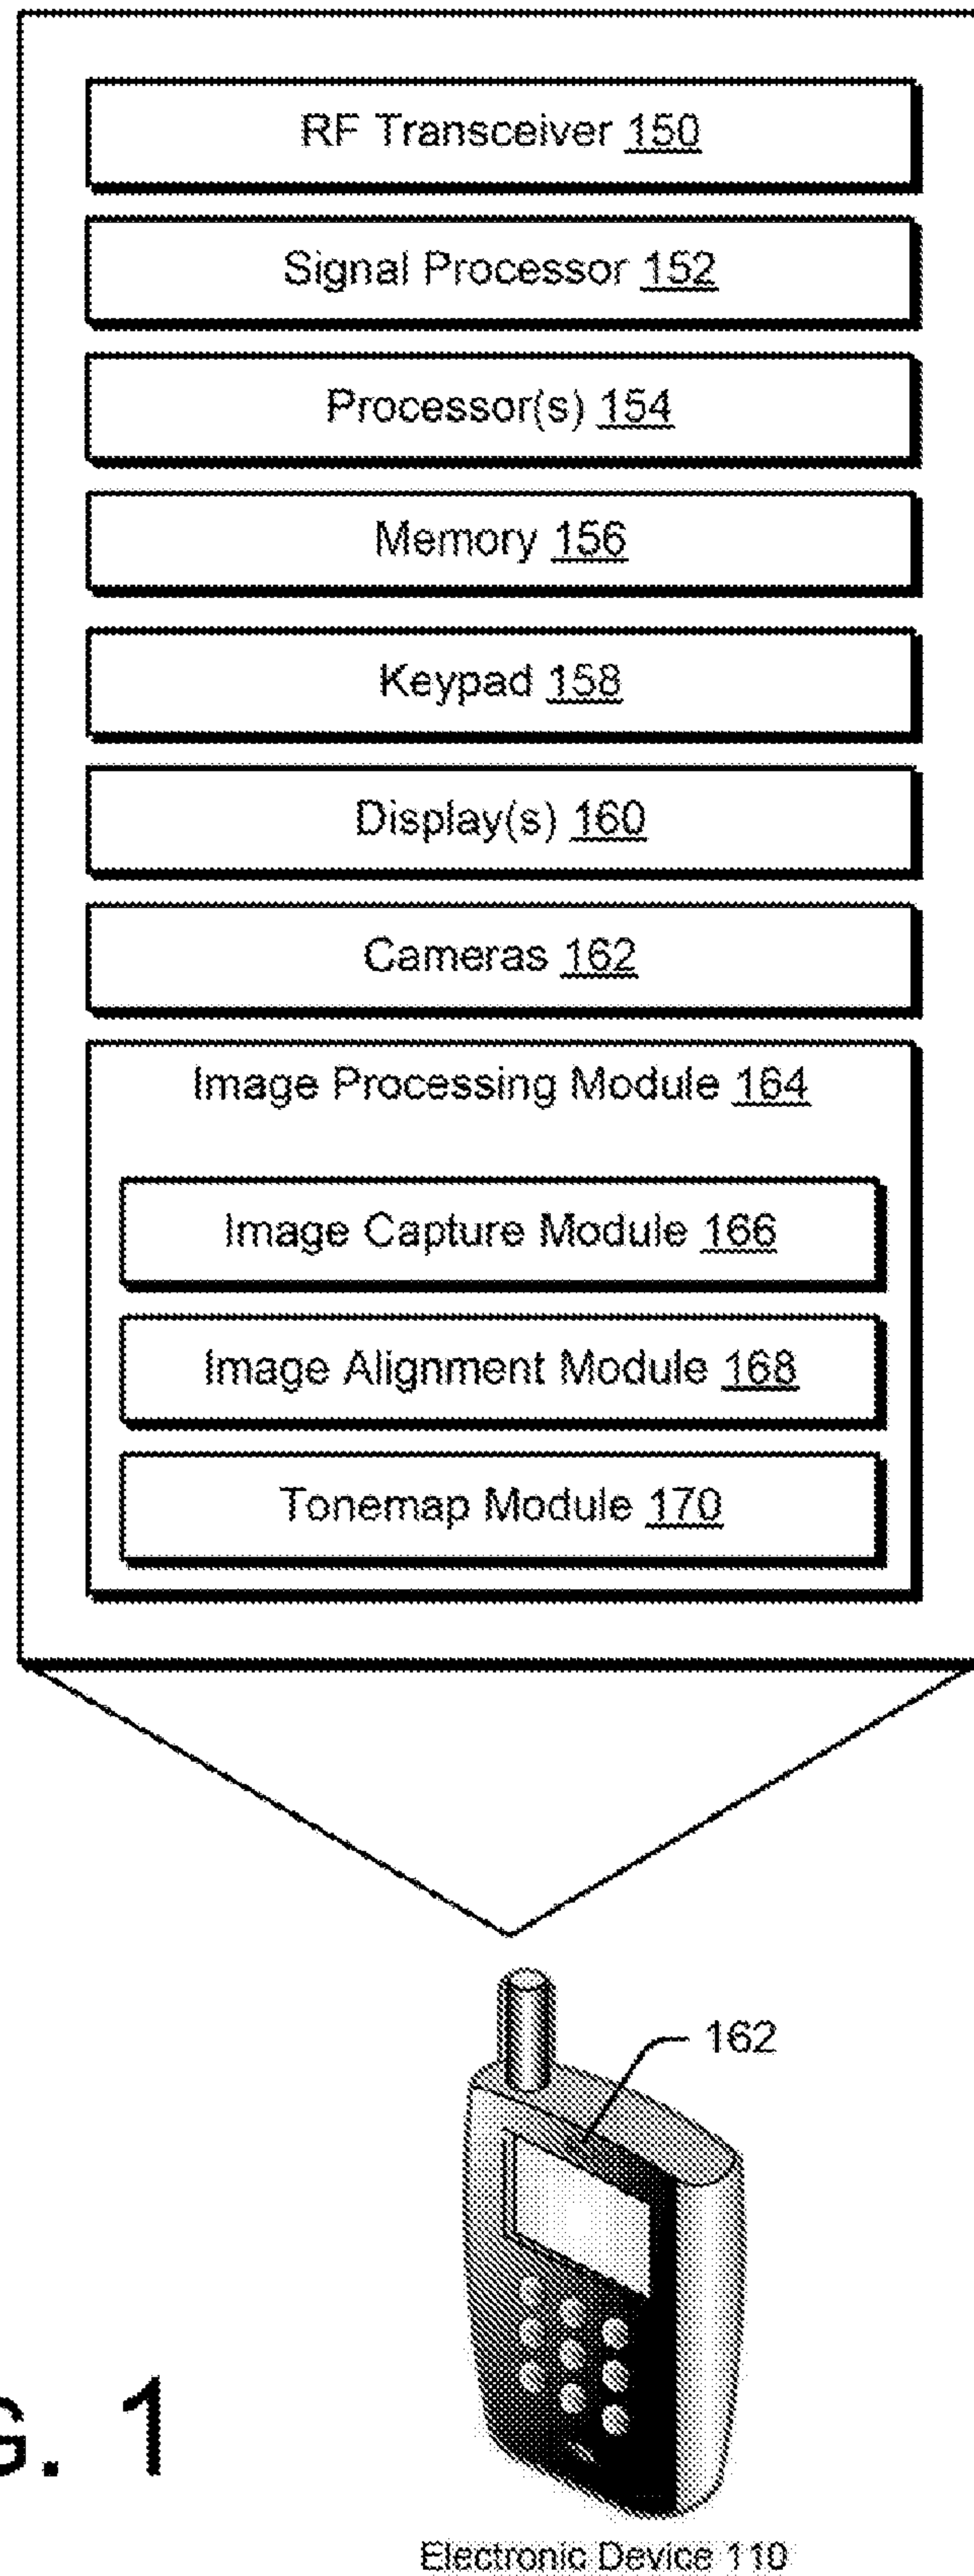 RF Transceiver 150
Signal Processor 152
Processor(s) 154
Memory 156
Keypad 158
Display(s) 160
Cameras 162
Image Processing Module 164
Image Capture Module 166
Image Alignment Module 168
Tonemap Module 170
162
G. 1
Electronic Device 110